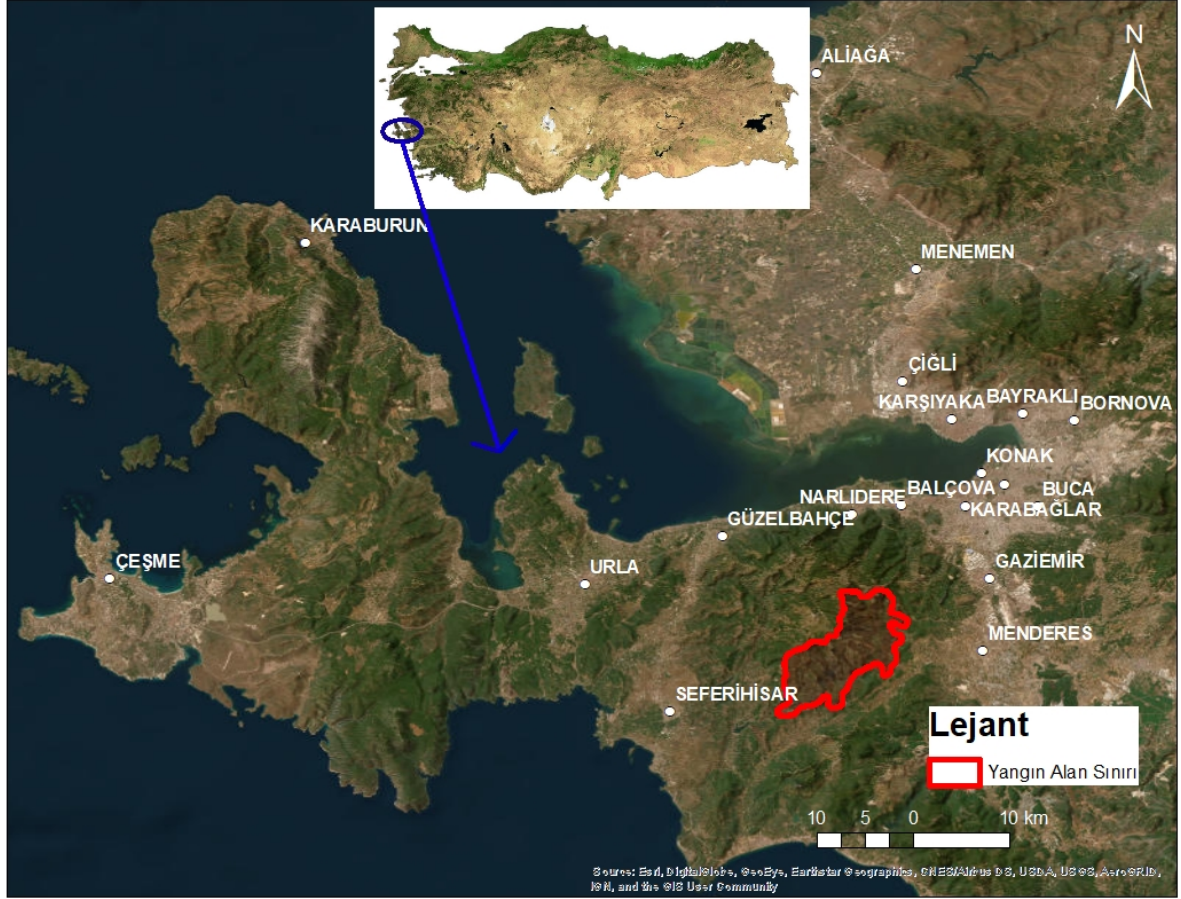 N
ALİAĞA
KARABURUN
MENEMEN
ÇİĞLİ
KARŞIYAKA
BAYRAKLI
BORNOVA
KONAK
NARLIDERE
BALÇOVA
BUCA
KARABAĞLAR
GÜZELBAHÇE
ÇEŞME
URLA
GAZİEMİR
MENDERES
SEFERİHİSAR
Lejant
Yangın Alan Sınırı
10 5 0 10 km
Source: Esri, DigitalGlobe, GeoEye, Earthstar Geographics, CNES/Airbus DS, USDA, USGS, AeroGRID,
IGN, and the GIS User Community